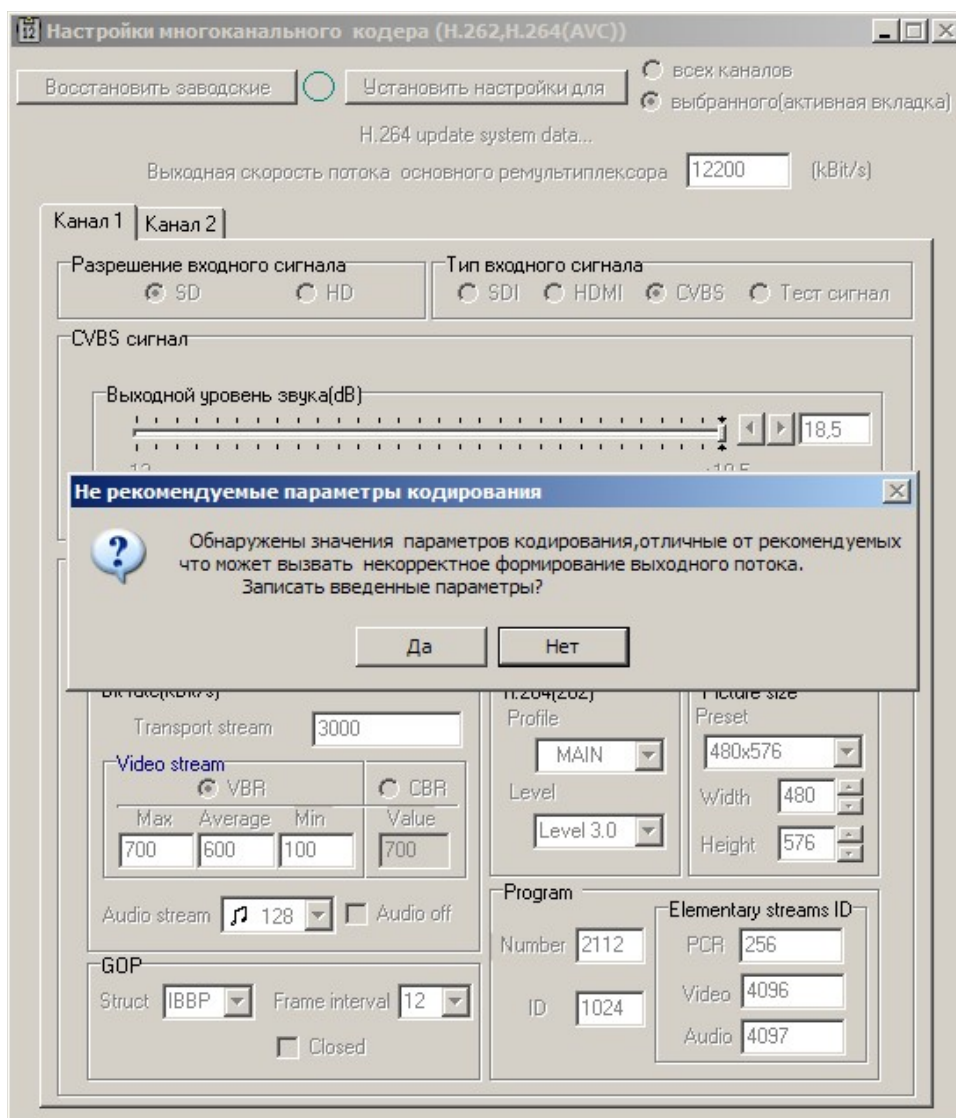 Настройки многоканального кодера (H.262,H.264(AVC))
Восстановить заводские
Установить настройки для
всех каналов
выбранного(активная вкладка)
H.264 update system data...
Выходная скорость потока основного ремультиплексора 12200 (kBit/s)
Канал 1 Канал 2
Разрешение входного сигнала
SD HD
Тип входного сигнала
SDI HDMI CVBS Тест сигнал
CVBS сигнал
Выходной уровень звука(dB)
18,5
Не рекомендуемые параметры кодирования
Обнаружены значения параметров кодирования,отличные от рекомендуемых
что может вызвать некорректное формирование выходного потока.
Записать введенные параметры?
Да Нет
Transport stream 3000
Video stream
VBR CBR
Max Average Min Value
700 600 100 700
Audio stream 128 Audio off
GOP
Struct IBBP Frame interval 12
Closed
H.264(262)
Profile
MAIN
Level
Level 3.0
Picture size
Preset
480x576
Width 480
Height 576
Program
Number 2112
ID 1024
Elementary streams ID
PCR 256
Video 4096
Audio 4097